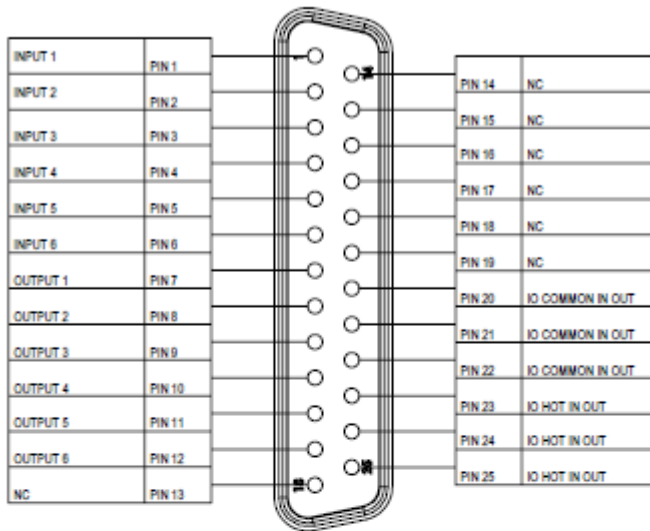 INPUT 1 PIN 1
INPUT 2 PIN 2
INPUT 3 PIN 3
INPUT 4 PIN 4
INPUT 5 PIN 5
INPUT 6 PIN 6
OUTPUT 1 PIN 7
OUTPUT 2 PIN 8
OUTPUT 3 PIN 9
OUTPUT 4 PIN 10
OUTPUT 5 PIN 11
OUTPUT 6 PIN 12
NC PIN 13
1
14
13
25
PIN 14 NC
PIN 15 NC
PIN 16 NC
PIN 17 NC
PIN 18 NC
PIN 19 NC
PIN 20 IO COMMON IN OUT
PIN 21 IO COMMON IN OUT
PIN 22 IO COMMON IN OUT
PIN 23 IO HOT IN OUT
PIN 24 IO HOT IN OUT
PIN 25 IO HOT IN OUT